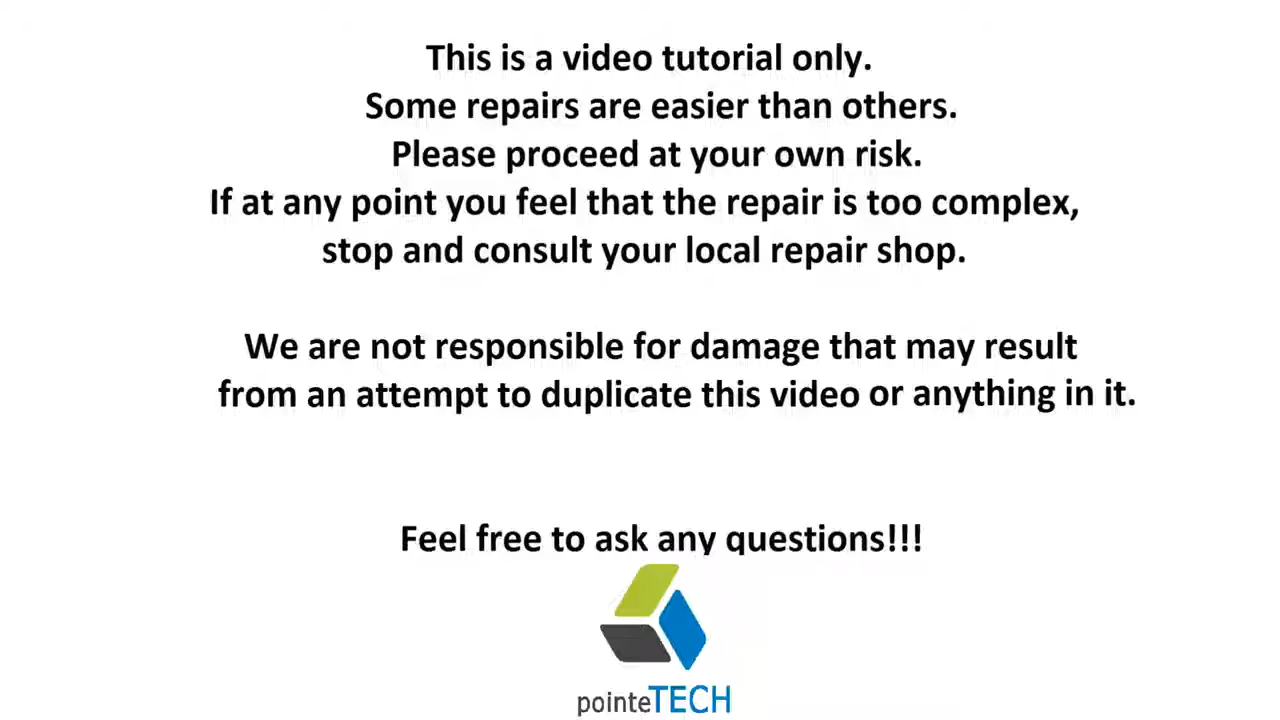 This is a video tutorial only.
Some repairs are easier than others.
Please proceed at your own risk.
If at any point you feel that the repair is too complex,
stop and consult your local repair shop.
We are not responsible for damage that may result
from an attempt to duplicate this video or anything in it.
Feel free to ask any questions!!!
pointeTECH